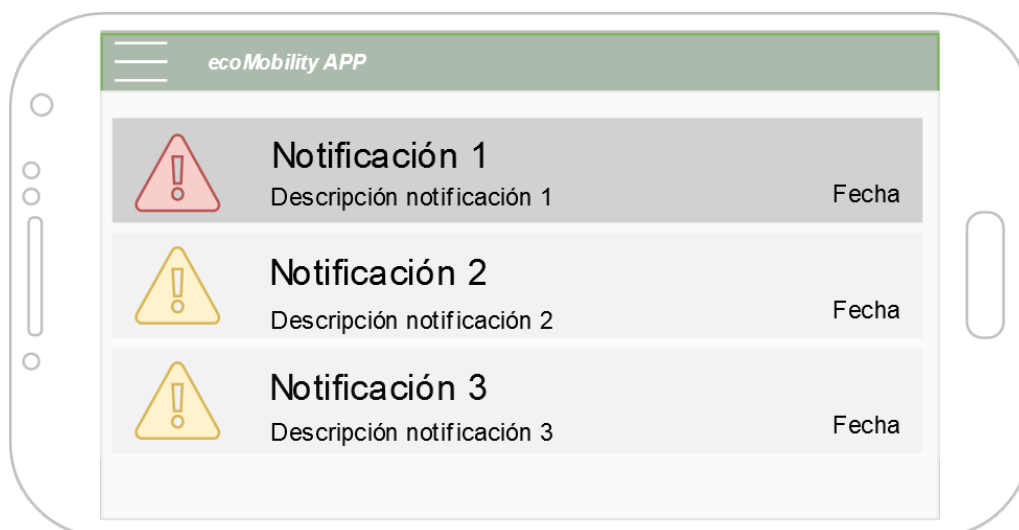 ecoMobility APP
Notificación 1
Descripción notificación 1
Fecha
Notificación 2
Descripción notificación 2
Fecha
Notificación 3
Descripción notificación 3
Fecha